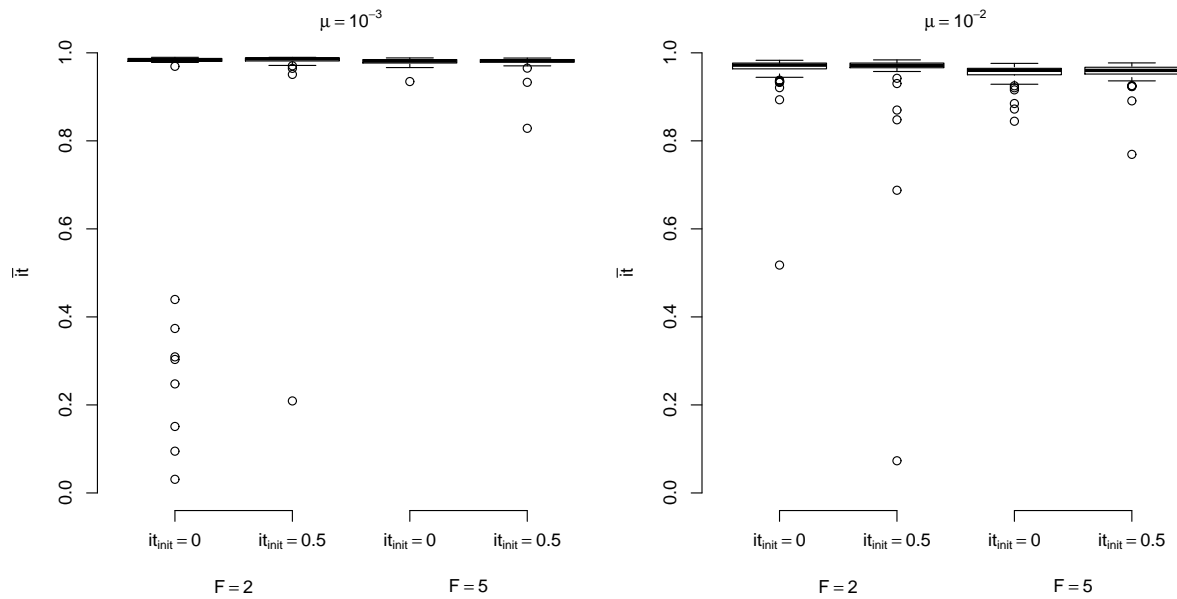 μ = 10⁻³
1.0
0.8
0.6
0.4
0.2
0.0
i̅t̅
it_init = 0
it_init = 0.5
it_init = 0
it_init = 0.5
F = 2
F = 5
μ = 10⁻²
1.0
0.8
0.6
0.4
0.2
0.0
i̅t̅
it_init = 0
it_init = 0.5
it_init = 0
it_init = 0.5
F = 2
F = 5